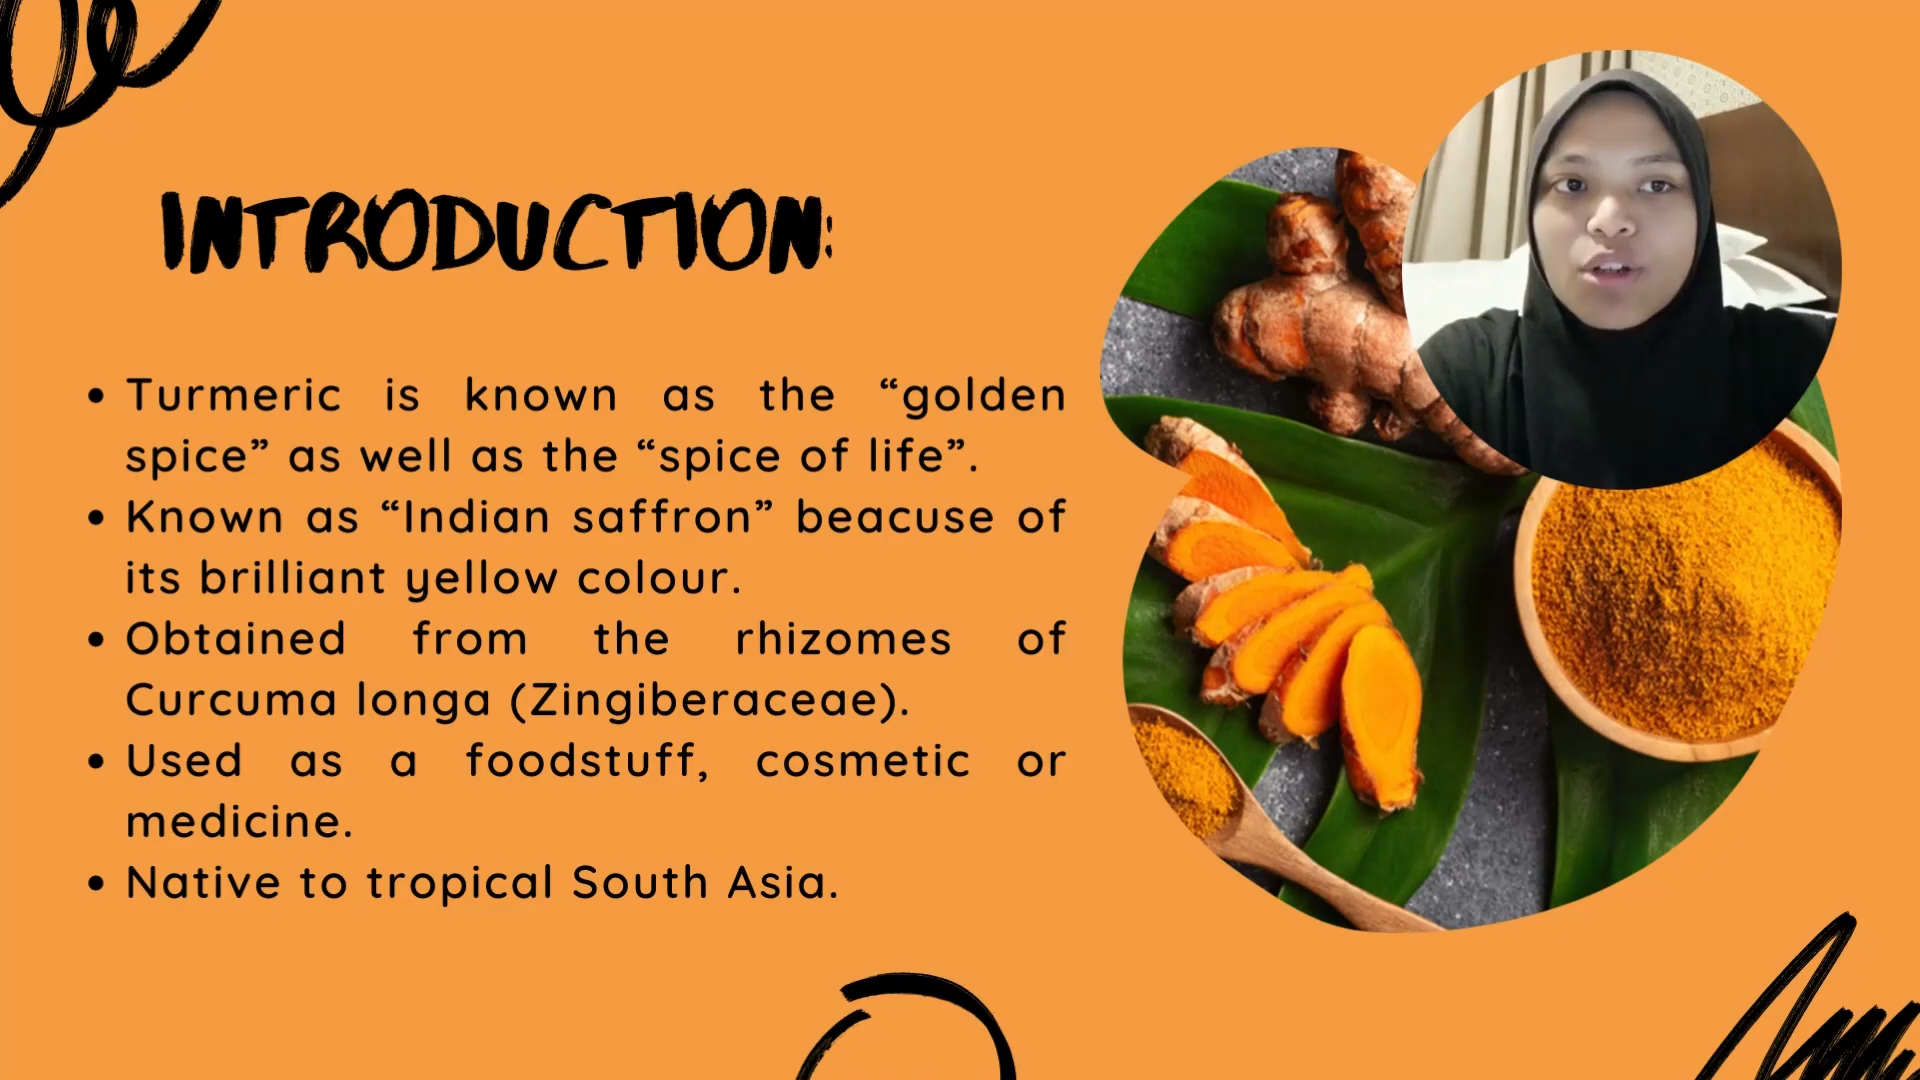 INTRODUCTION:
• Turmeric is known as the “golden
spice” as well as the “spice of life”.
• Known as “Indian saffron” beacuse of
its brilliant yellow colour.
• Obtained from the rhizomes of
Curcuma longa (Zingiberaceae).
• Used as a foodstuff, cosmetic or
medicine.
• Native to tropical South Asia.